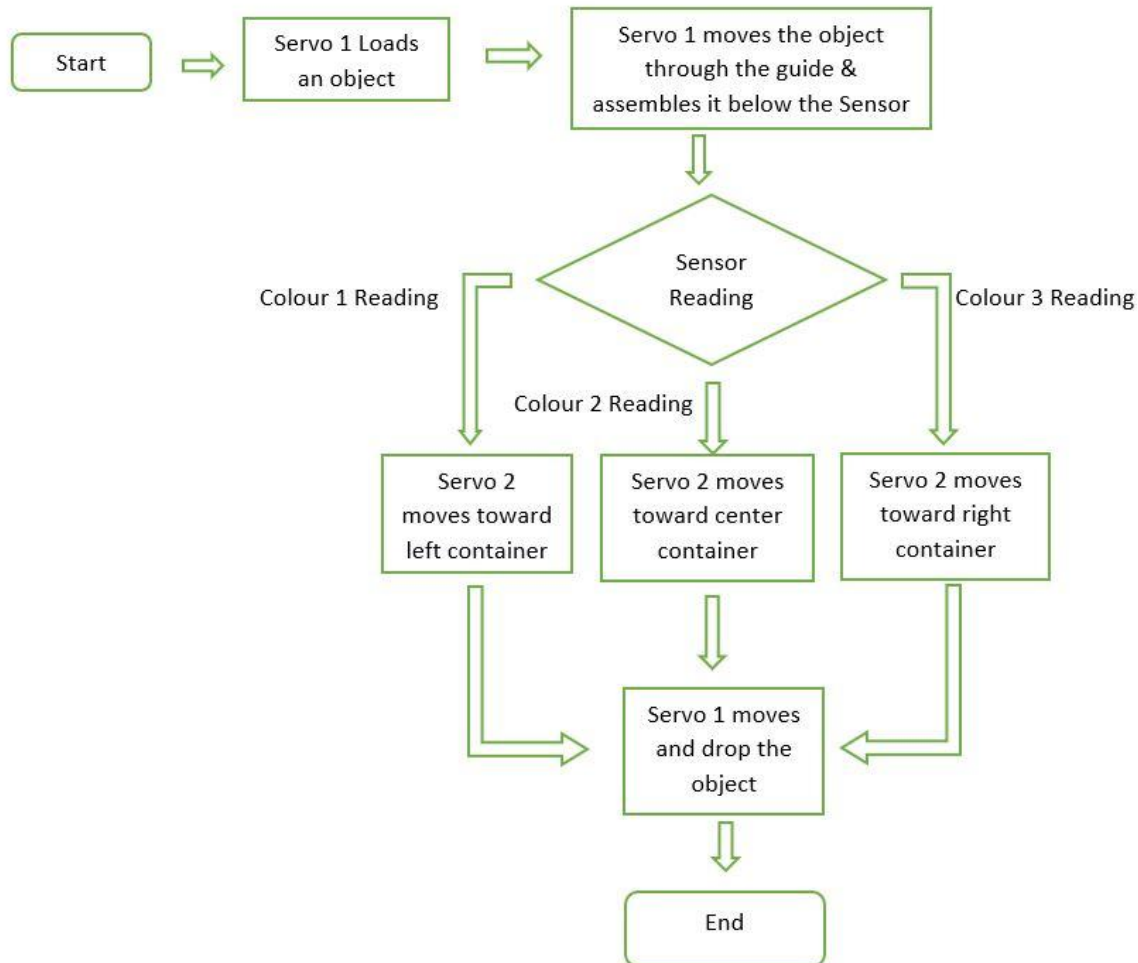 Start
Servo 1 Loads
an object
Servo 1 moves the object
through the guide &
assembles it below the Sensor
Sensor
Reading
Colour 1 Reading
Colour 3 Reading
Colour 2 Reading
Servo 2
moves toward
left container
Servo 2 moves
toward center
container
Servo 2 moves
toward right
container
Servo 1 moves
and drop the
object
End